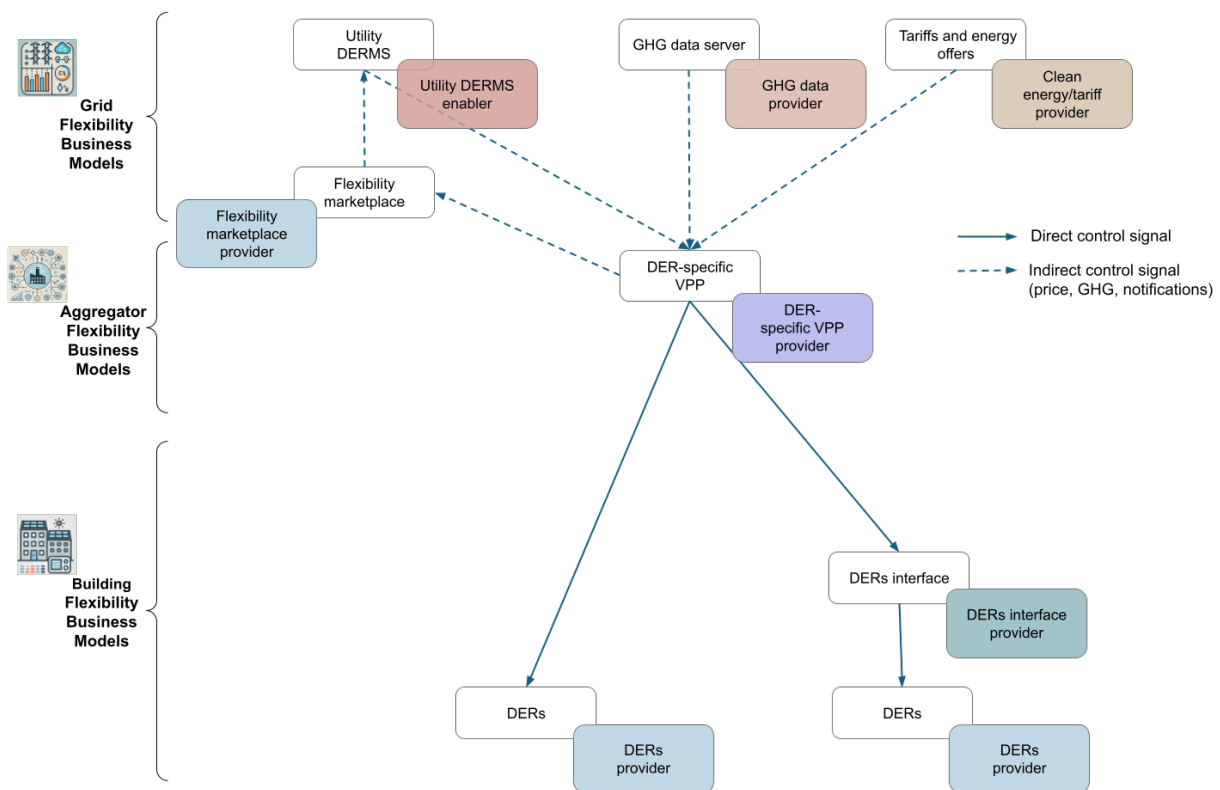 Utility
DERMS
Utility DERMS
enabler
GHG data server
GHG data
provider
Tariffs and energy
offers
Clean
energy/tariff
provider
Grid
Flexibility
Business
Models
Flexibility
marketplace
Flexibility
marketplace
provider
Direct control signal
Indirect control signal
(price, GHG, notifications)
DER-specific
VPP
DER-
specific VPP
provider
Aggregator
Flexibility
Business
Models
Building
Flexibility
Business
Models
DERs interface
DERs interface
provider
DERs
DERs
provider
DERs
DERs
provider